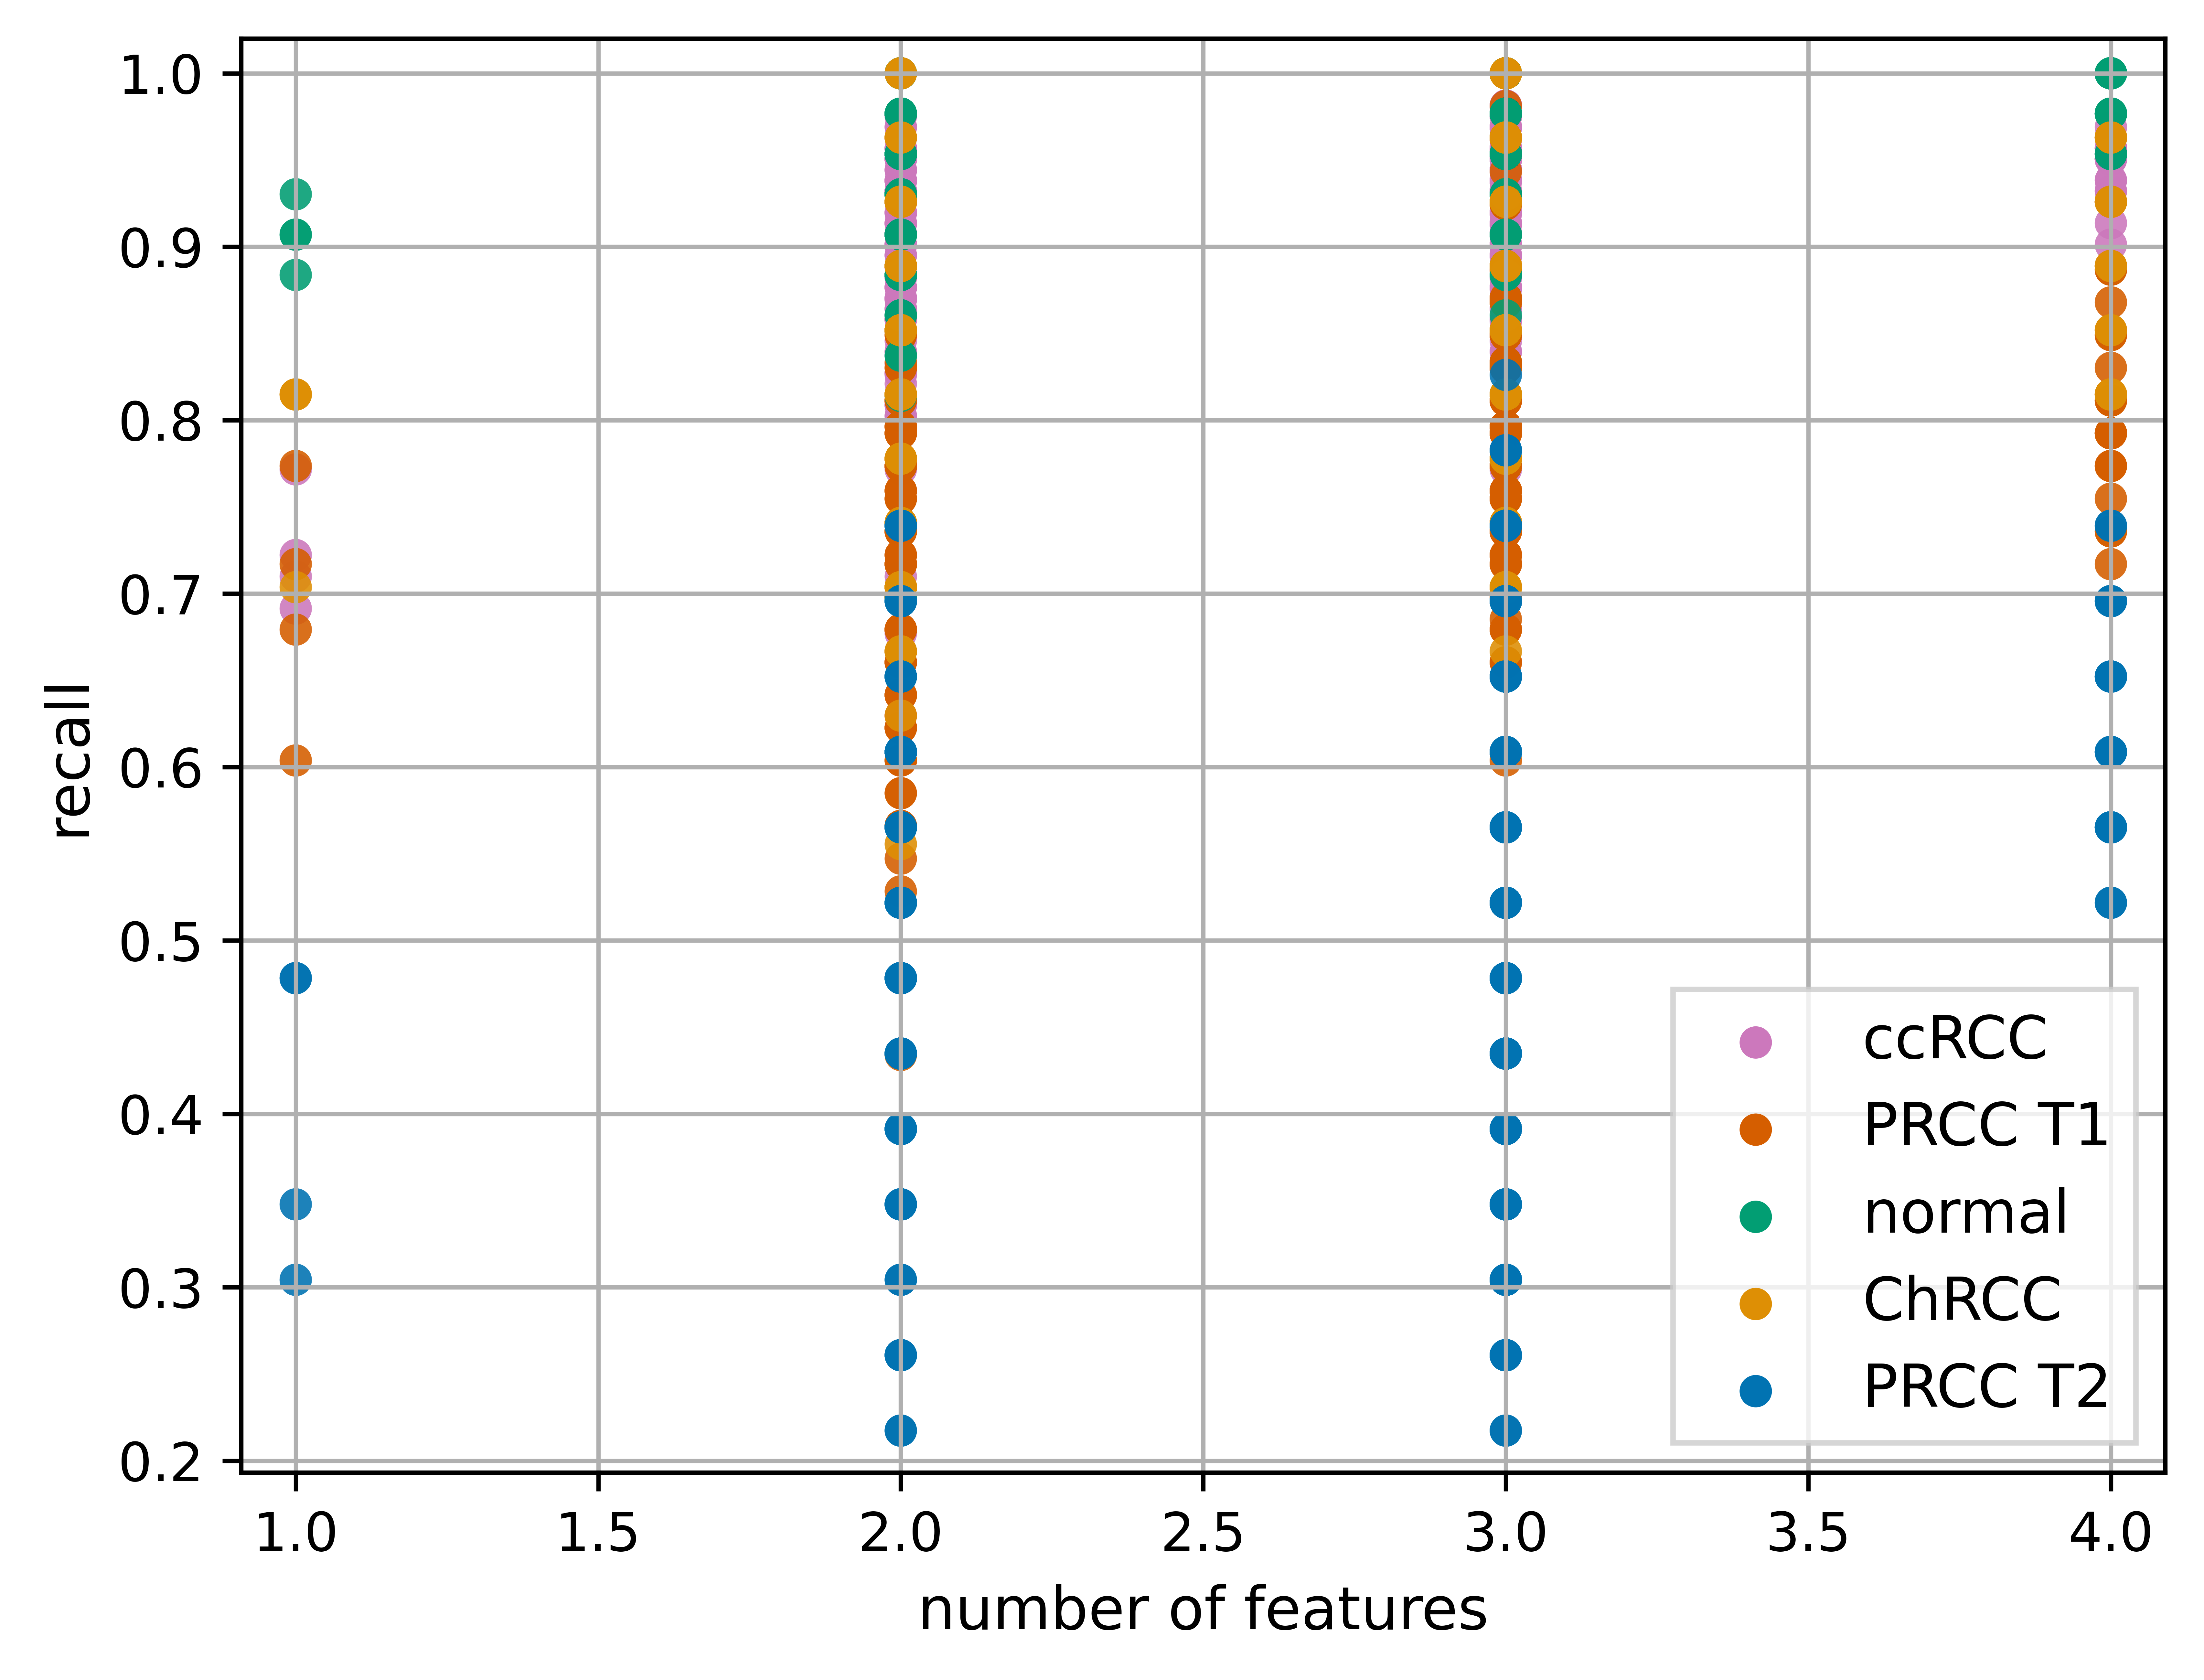 1.0
0.9
0.8
0.7
0.6
0.5
0.4
0.3
0.2
recall
ccRCC
PRCC T1
normal
ChRCC
PRCC T2
1.0 1.5 2.0 2.5 3.0 3.5 4.0
number of features